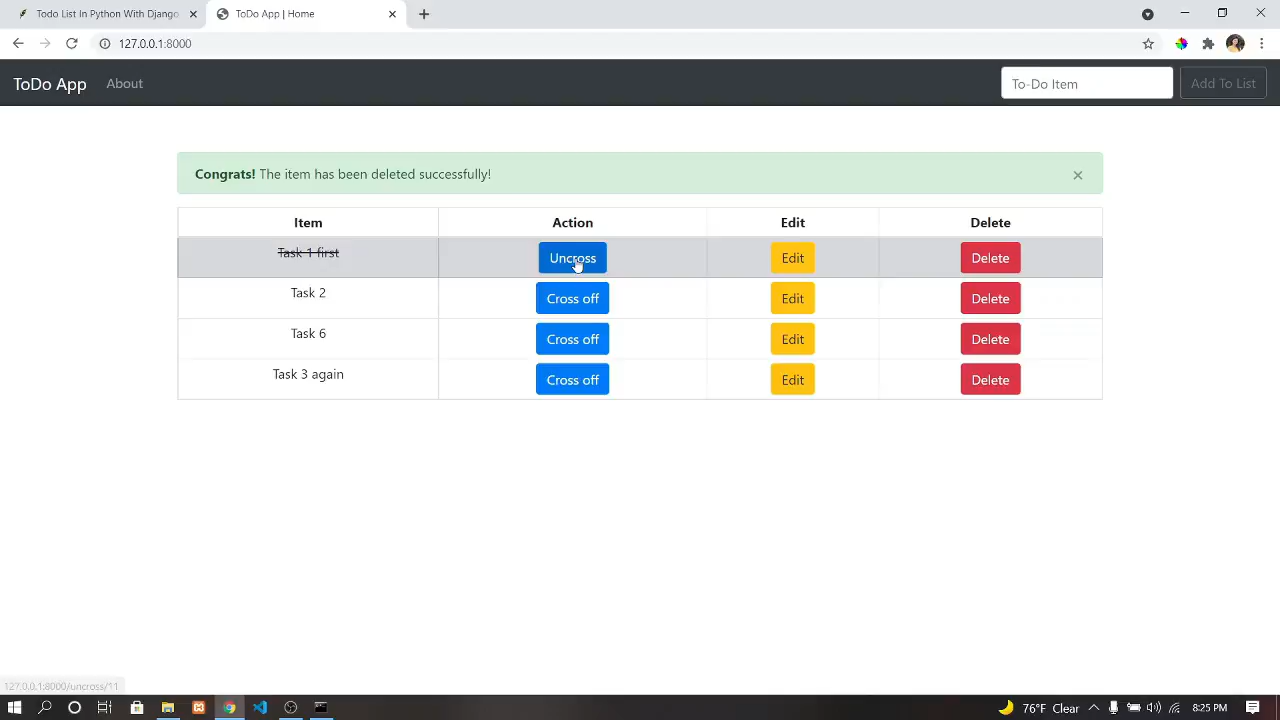 Todo List In Python With Django
ToDo App | Home
127.0.0.1:8000
ToDo App About To-Do Item Add To List
Congrats! The item has been deleted successfully! ×
Item Action Edit Delete
Task 1 first Uncross Edit Delete
Task 2 Cross off Edit Delete
Task 6 Cross off Edit Delete
Task 3 again Cross off Edit Delete
127.0.0.1:8000/uncross/11
76°F Clear 8:25 PM